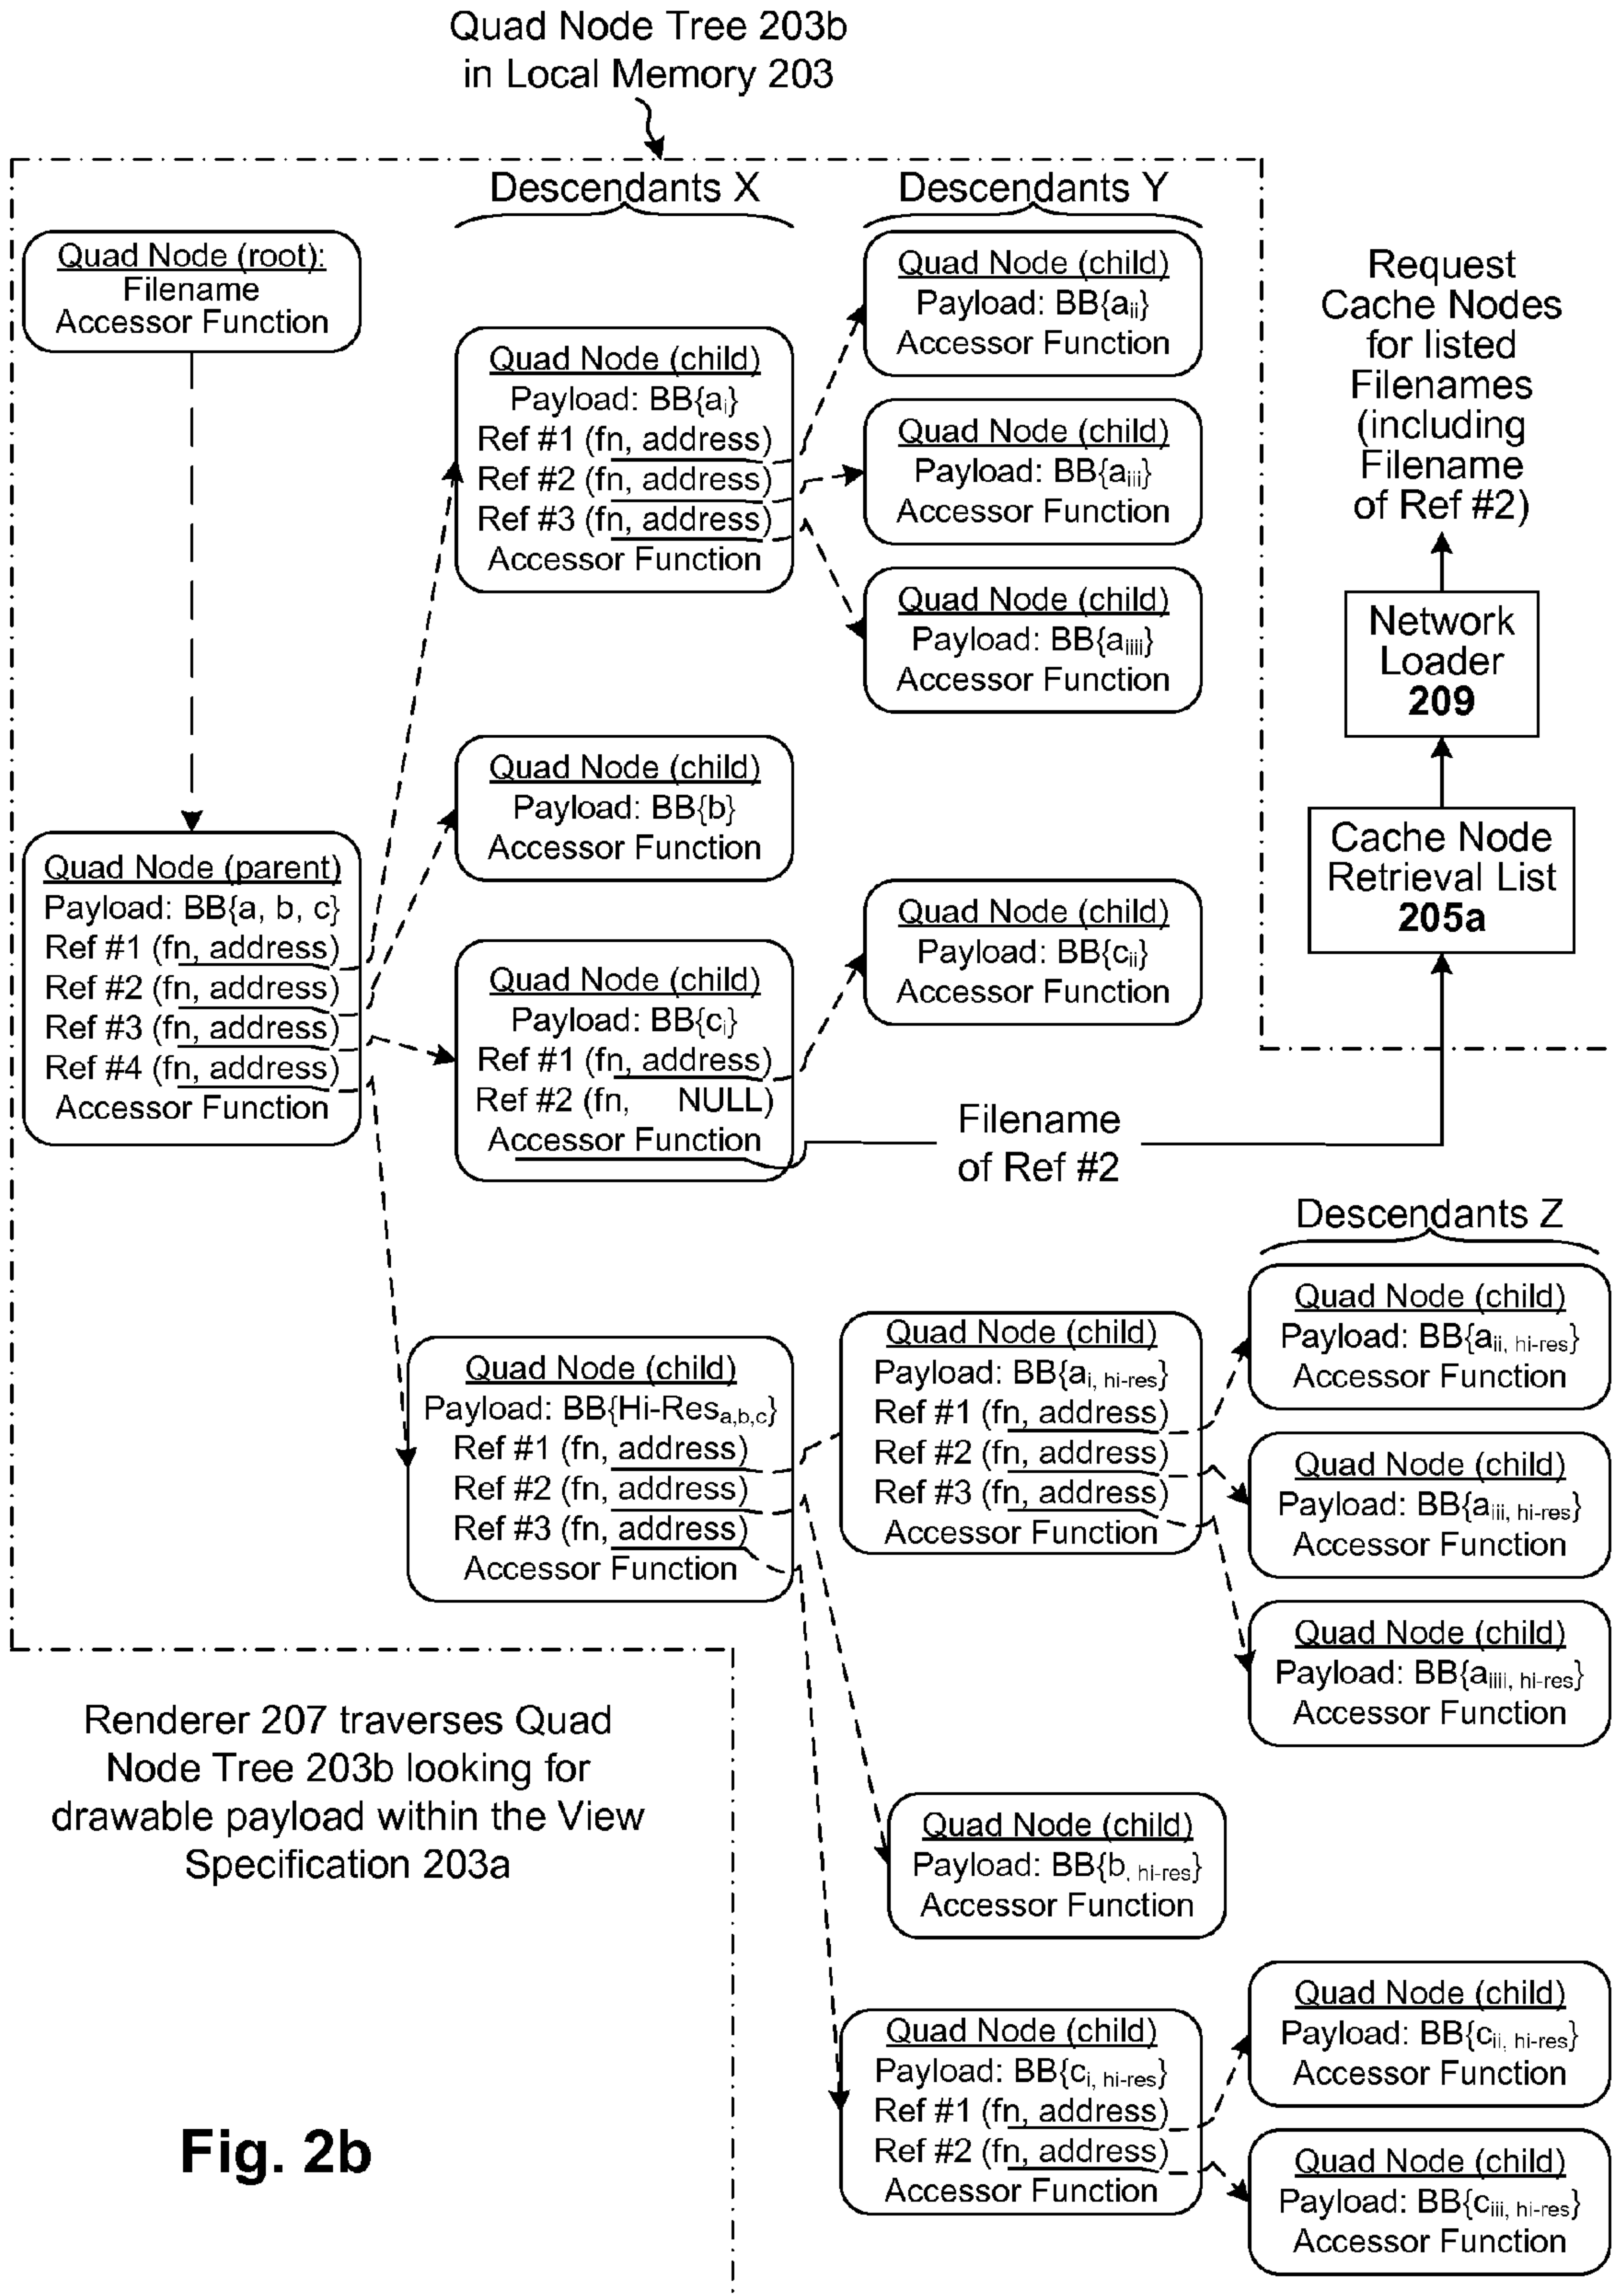 Quad Node Tree 203b
in Local Memory 203
Descendants X
Descendants Y
Quad Node (root):
Filename
Accessor Function
Quad Node (parent)
Payload: BB{a, b, c}
Ref #1 (fn, address)
Ref #2 (fn, address)
Ref #3 (fn, address)
Ref #4 (fn, address)
Accessor Function
Quad Node (child)
Payload: BB{ai}
Ref #1 (fn, address)
Ref #2 (fn, address)
Ref #3 (fn, address)
Accessor Function
Quad Node (child)
Payload: BB{b}
Accessor Function
Quad Node (child)
Payload: BB{ci}
Ref #1 (fn, address)
Ref #2 (fn, NULL)
Accessor Function
Quad Node (child)
Payload: BB{aii}
Accessor Function
Quad Node (child)
Payload: BB{aiii}
Accessor Function
Quad Node (child)
Payload: BB{aiiii}
Accessor Function
Quad Node (child)
Payload: BB{cii}
Accessor Function
Filename
of Ref #2
Request
Cache Nodes
for listed
Filenames
(including
Filename
of Ref #2)
Network
Loader
209
Cache Node
Retrieval List
205a
Quad Node (child)
Payload: BB{Hi-Resa,b,c}
Ref #1 (fn, address)
Ref #2 (fn, address)
Ref #3 (fn, address)
Accessor Function
Quad Node (child)
Payload: BB{ai, hi-res}
Ref #1 (fn, address)
Ref #2 (fn, address)
Ref #3 (fn, address)
Accessor Function
Descendants Z
Quad Node (child)
Payload: BB{aii, hi-res}
Accessor Function
Quad Node (child)
Payload: BB{aiii, hi-res}
Accessor Function
Quad Node (child)
Payload: BB{aiiii, hi-res}
Accessor Function
Quad Node (child)
Payload: BB{b, hi-res}
Accessor Function
Quad Node (child)
Payload: BB{ci, hi-res}
Ref #1 (fn, address)
Ref #2 (fn, address)
Accessor Function
Quad Node (child)
Payload: BB{cii, hi-res}
Accessor Function
Quad Node (child)
Payload: BB{ciii, hi-res}
Accessor Function
Renderer 207 traverses Quad
Node Tree 203b looking for
drawable payload within the View
Specification 203a
Fig. 2b